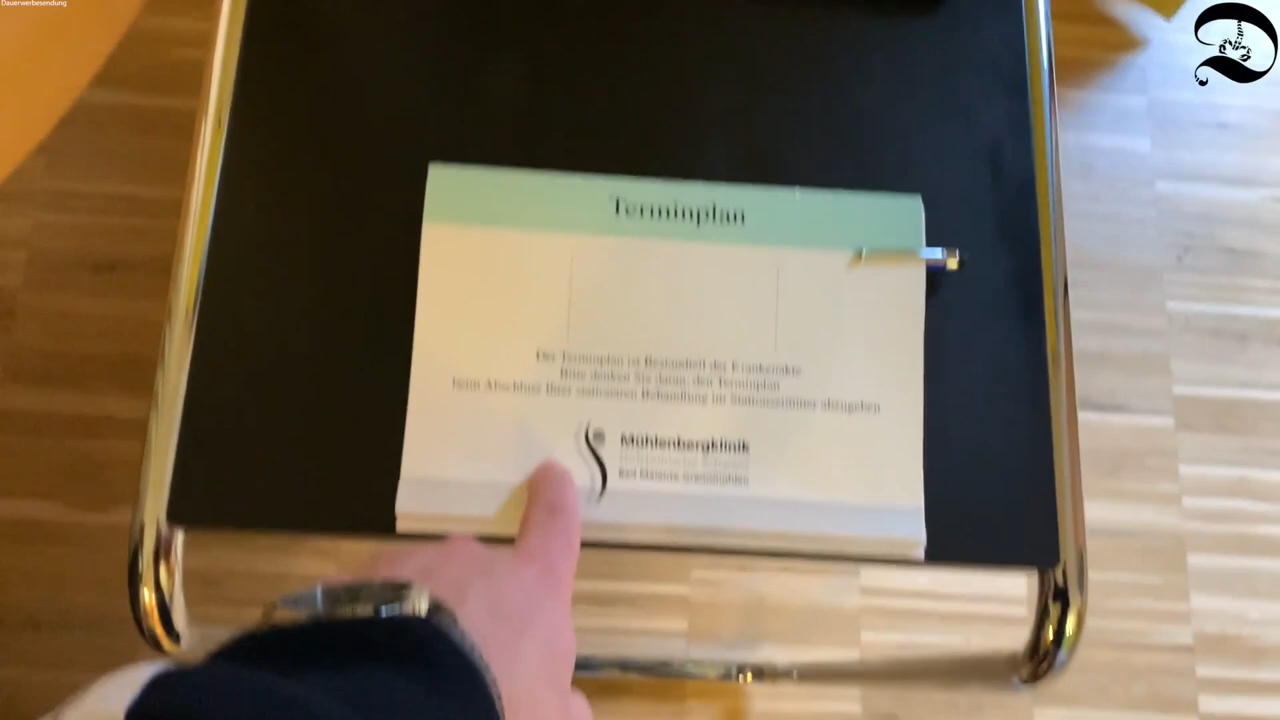 Dauerwerbesendung
Terminplan
Der Terminplan ist Bestandteil der Krankenakte
Bitte denken Sie daran, den Terminplan
beim Abschluss Ihrer stationären Behandlung im Stationszimmer abzugeben
Mühlenbergklinik